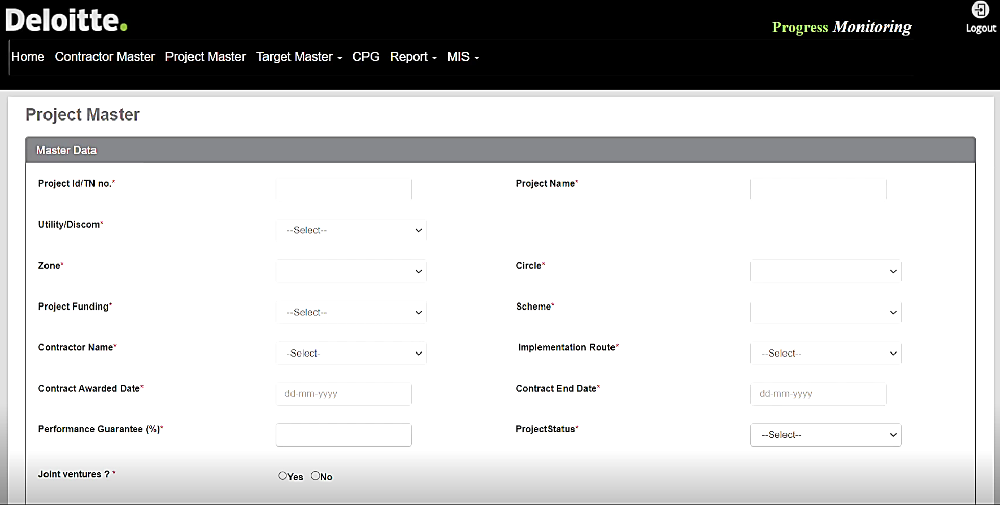 Deloitte.
Progress Monitoring
Logout
Home Contractor Master Project Master Target Master CPG Report MIS
Project Master
Master Data
Project Id/TN no.* Project Name*
Utility/Discom* --Select--
Zone* Circle*
Project Funding* --Select-- Scheme*
Contractor Name* -Select- Implementation Route* --Select--
Contract Awarded Date* dd-mm-yyyy Contract End Date* dd-mm-yyyy
Performance Guarantee (%)* ProjectStatus* --Select--
Joint ventures ? * Yes No